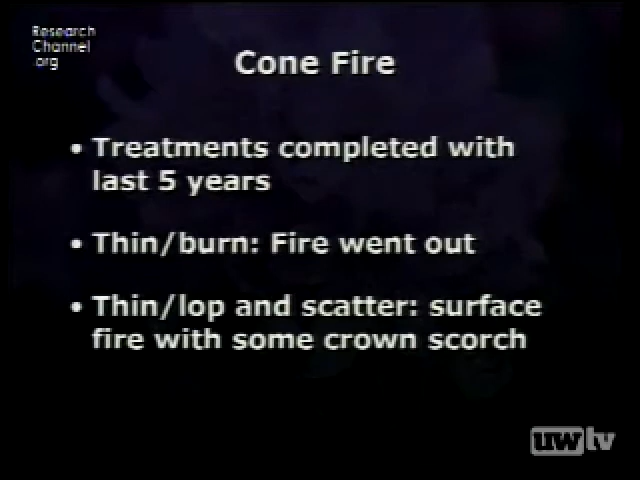 Research
Channel
.org
Cone Fire
• Treatments completed with
last 5 years
• Thin/burn: Fire went out
• Thin/lop and scatter: surface
fire with some crown scorch
uwtv